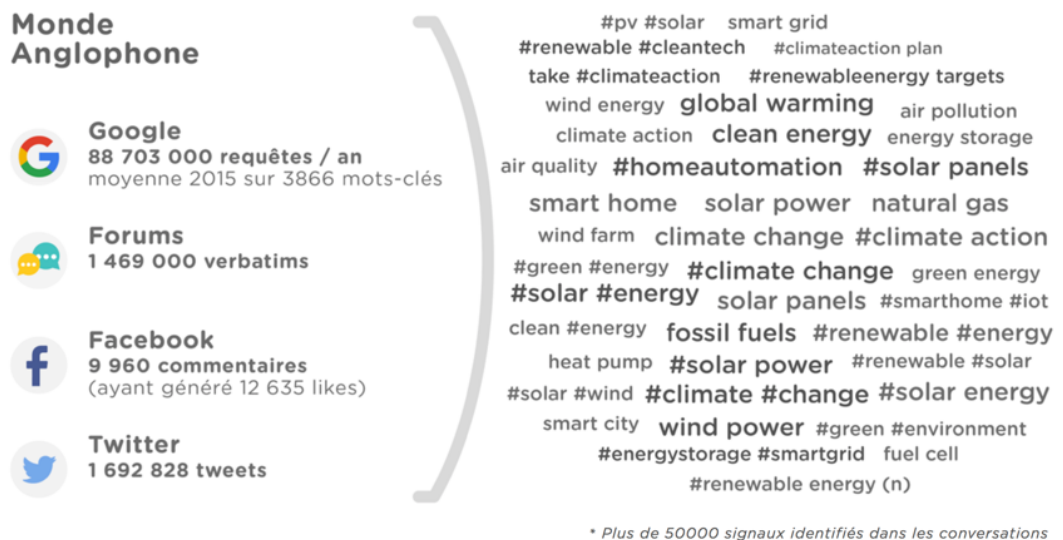 Monde
Anglophone
Google
88 703 000 requêtes / an
moyenne 2015 sur 3866 mots-clés
Forums
1 469 000 verbatims
Facebook
9 960 commentaires
(ayant généré 12 635 likes)
Twitter
1 692 828 tweets
#pv #solar smart grid
#renewable #cleantech #climateaction plan
take #climateaction #renewableenergy targets
wind energy global warming air pollution
climate action clean energy energy storage
air quality #homeautomation #solar panels
smart home solar power natural gas
wind farm climate change #climate action
#green #energy #climate change green energy
#solar #energy solar panels #smarthome #iot
clean #energy fossil fuels #renewable #energy
heat pump #solar power #renewable #solar
#solar #wind #climate #change #solar energy
smart city wind power #green #environment
#energystorage #smartgrid fuel cell
#renewable energy (n)
* Plus de 50000 signaux identifiés dans les conversations